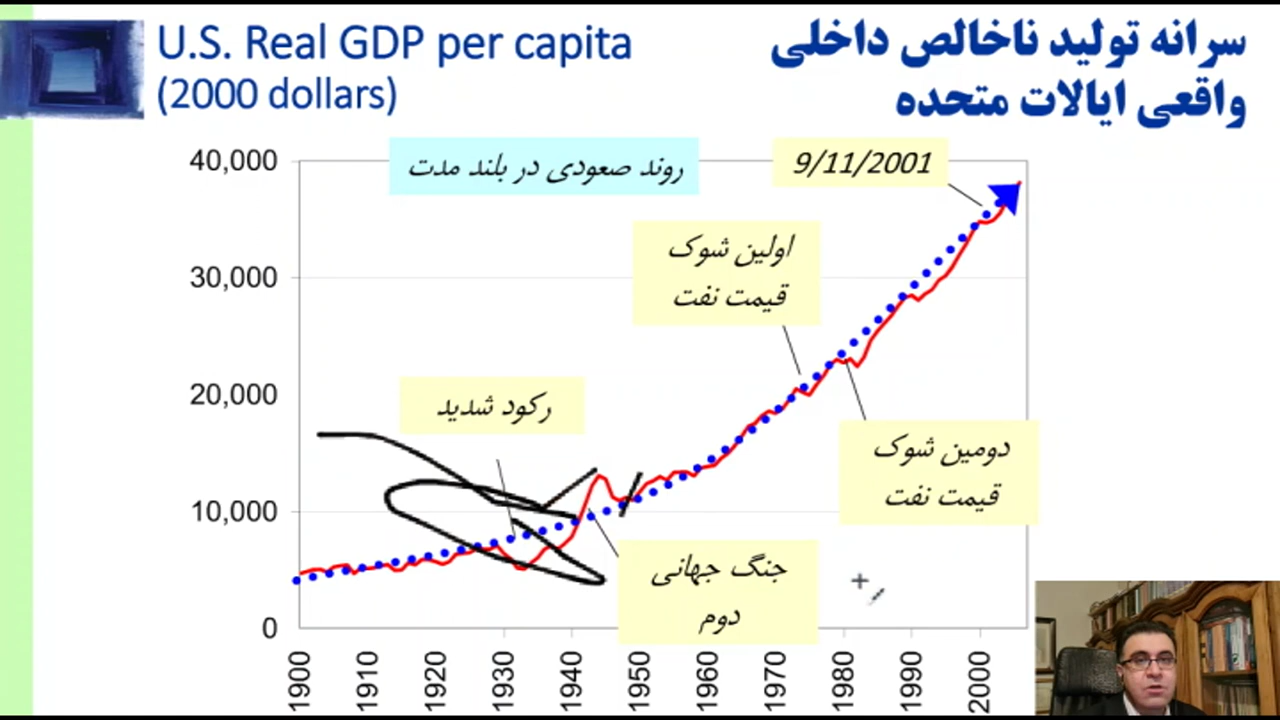 U.S. Real GDP per capita
(2000 dollars)
سرانه تولید ناخالص داخلی
واقعی ایالات متحده
40,000
30,000
20,000
10,000
0
روند صعودی در بلند مدت
9/11/2001
اولین شوک
قیمت نفت
رکود شدید
دومین شوک
قیمت نفت
جنگ جهانی
دوم
1900
1910
1920
1930
1940
1950
1960
1970
1980
1990
2000